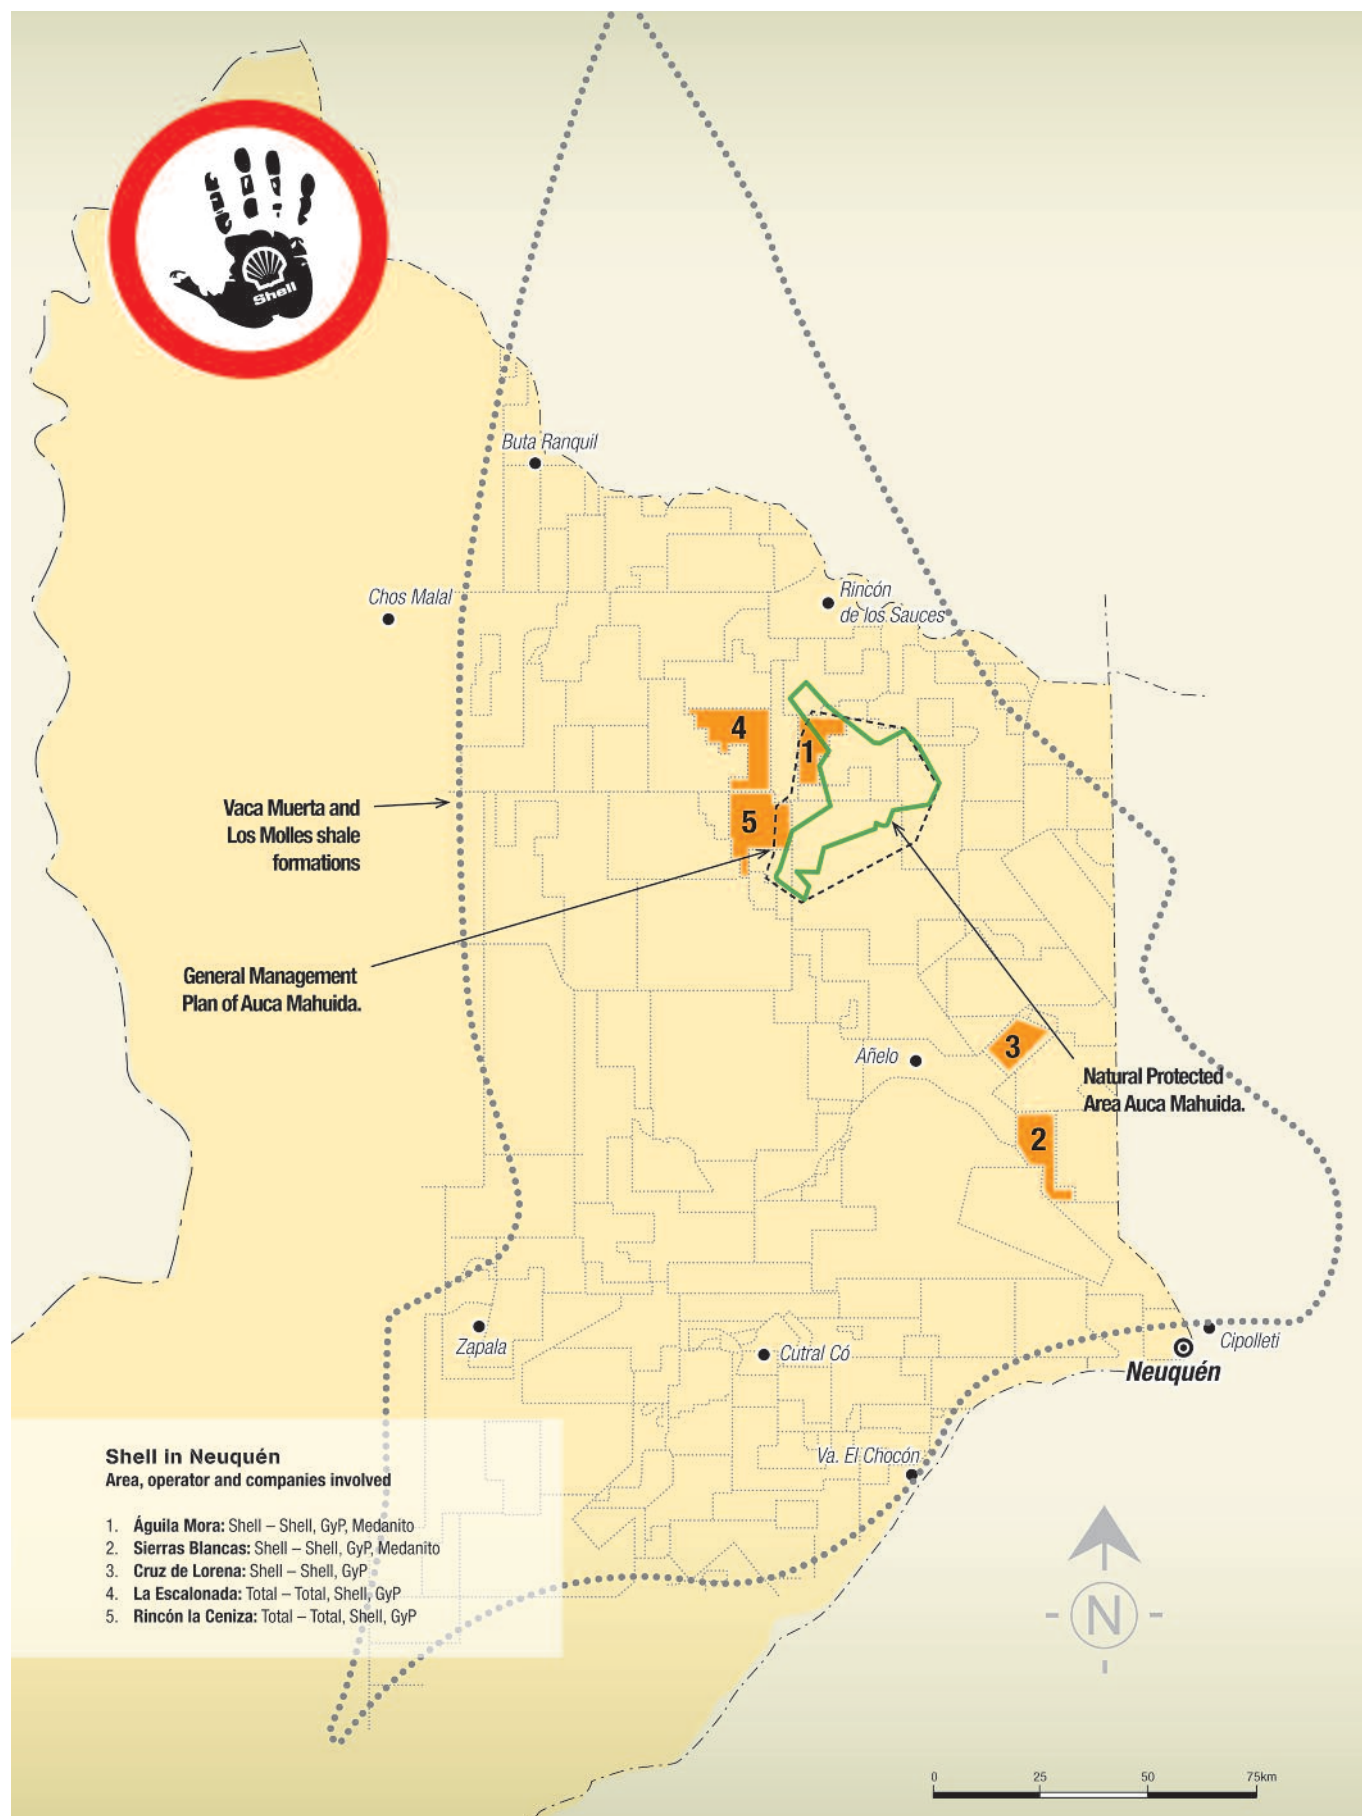 Shell
Buta Ranquil
Chos Malal
Rincón
de los Sauces
4
1
5
Vaca Muerta and
Los Molles shale
formations
General Management
Plan of Auca Mahuida.
Añelo
3
Natural Protected
Area Auca Mahuida.
2
Zapala
Cutral Có
Cipolleti
Neuquén
Va. El Chocón
Shell in Neuquén
Area, operator and companies involved
1. Águila Mora: Shell – Shell, GyP, Medanito
2. Sierras Blancas: Shell – Shell, GyP, Medanito
3. Cruz de Lorena: Shell – Shell, GyP
4. La Escalonada: Total – Total, Shell, GyP
5. Rincón la Ceniza: Total – Total, Shell, GyP
N
0 25 50 75km